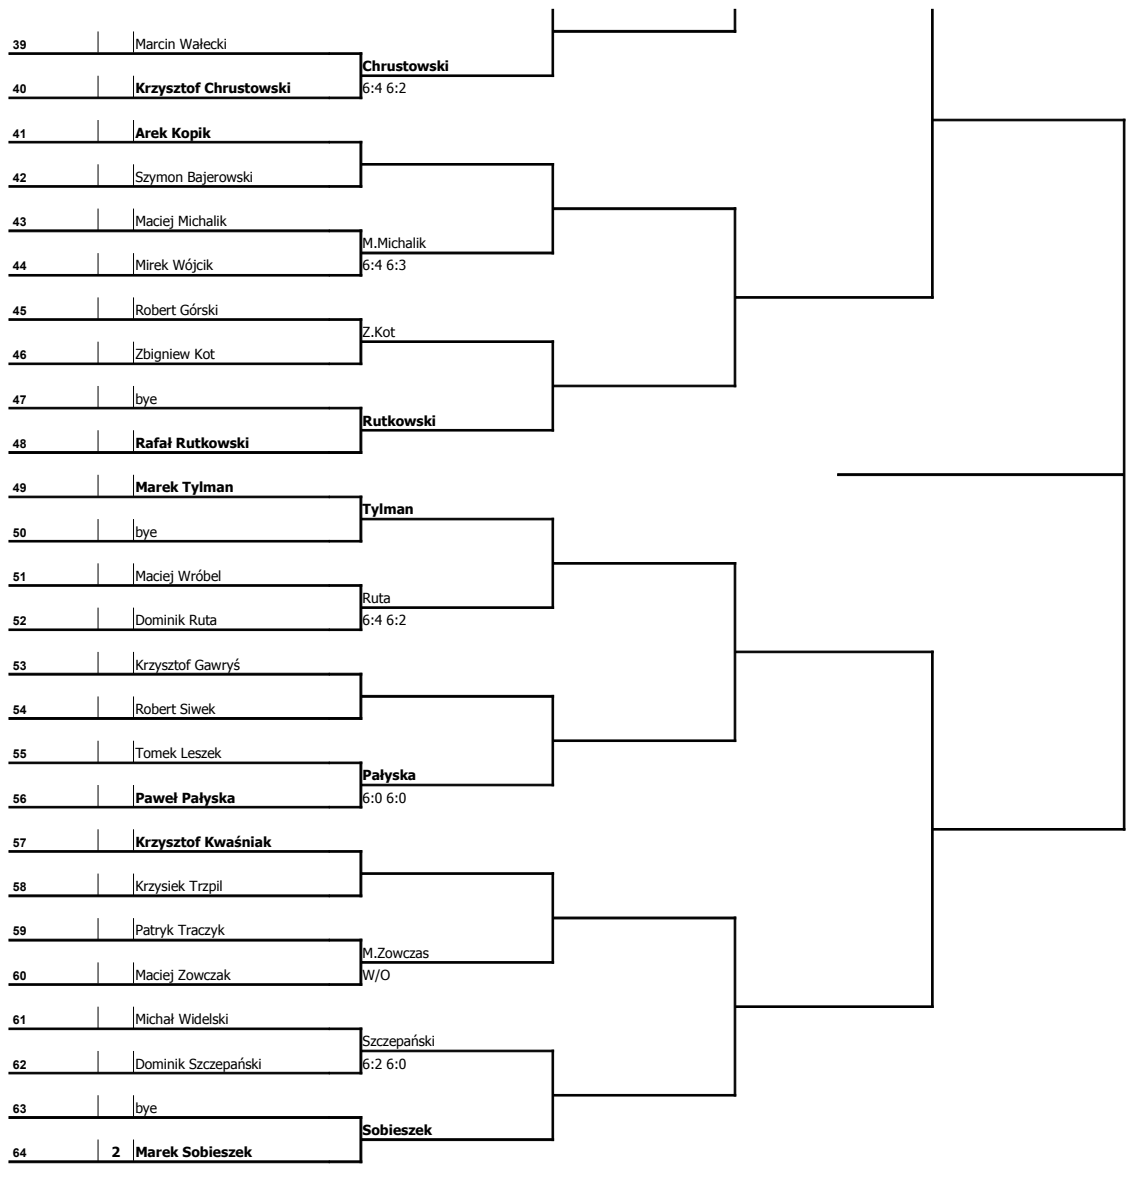 39 Marcin Wałecki
Chrustowski
40 Krzysztof Chrustowski 6:4 6:2
41 Arek Kopik
42 Szymon Bajerowski
43 Maciej Michalik
M.Michalik
44 Mirek Wójcik 6:4 6:3
45 Robert Górski
Z.Kot
46 Zbigniew Kot
47 bye
Rutkowski
48 Rafał Rutkowski
49 Marek Tylman
Tylman
50 bye
51 Maciej Wróbel
Ruta
52 Dominik Ruta 6:4 6:2
53 Krzysztof Gawryś
54 Robert Siwek
55 Tomek Leszek
Pałyska
56 Paweł Pałyska 6:0 6:0
57 Krzysztof Kwaśniak
58 Krzysiek Trzpil
59 Patryk Traczyk
M.Zowczas
60 Maciej Zowczak W/O
61 Michał Widelski
Szczepański
62 Dominik Szczepański 6:2 6:0
63 bye
Sobieszek
64 2 Marek Sobieszek